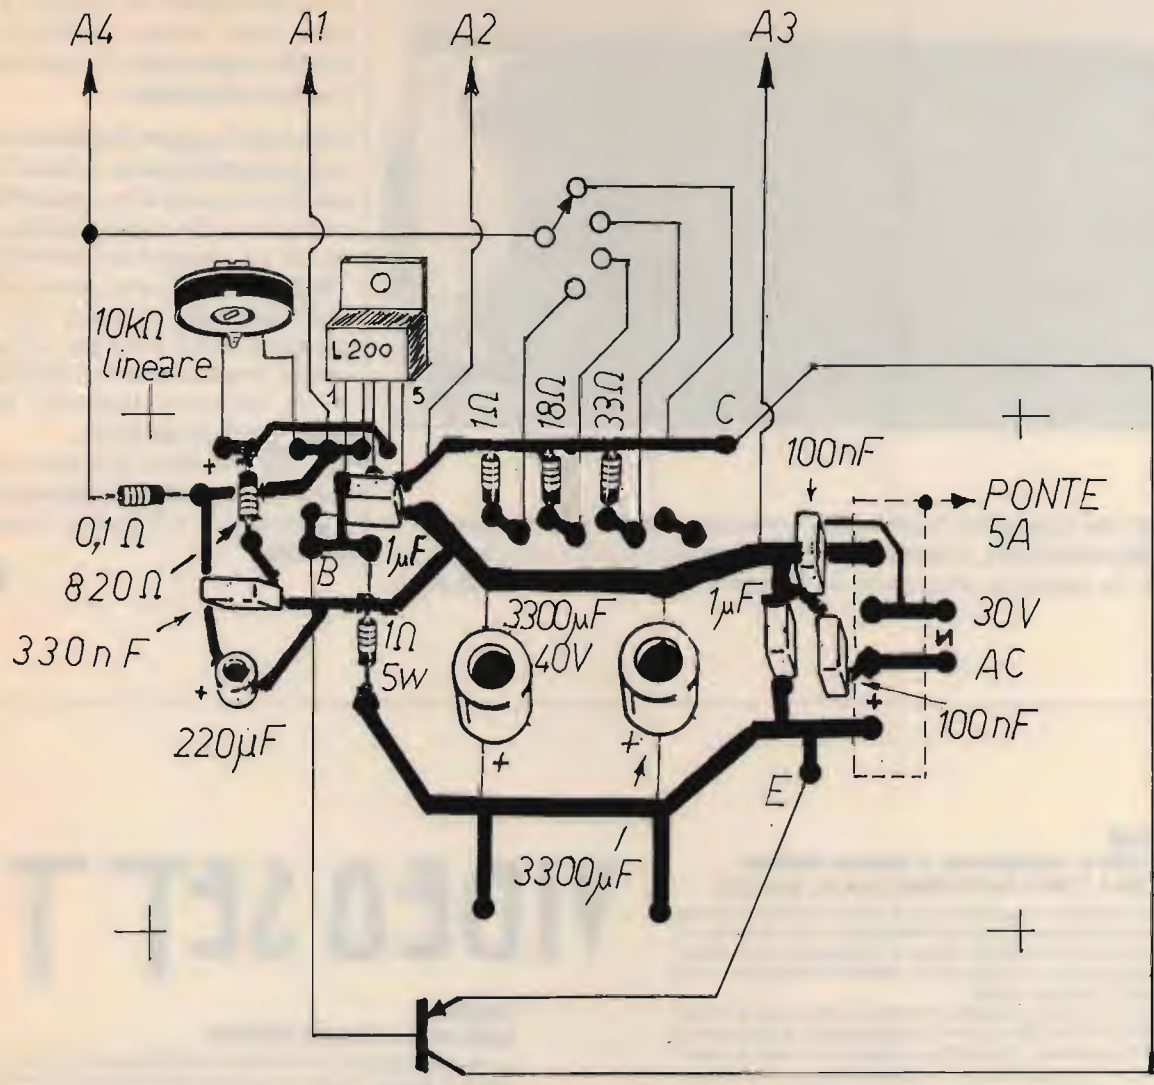 A4
A1
A2
A3
10kΩ
lineare
L200
1
5
1Ω
18Ω
33Ω
C
100nF
PONTE
5A
+
0,1Ω
820Ω
330nF
B
1µF
1Ω
5W
3300µF
40V
1µF
30V
AC
+
100nF
+
220µF
+
+
E
3300µF